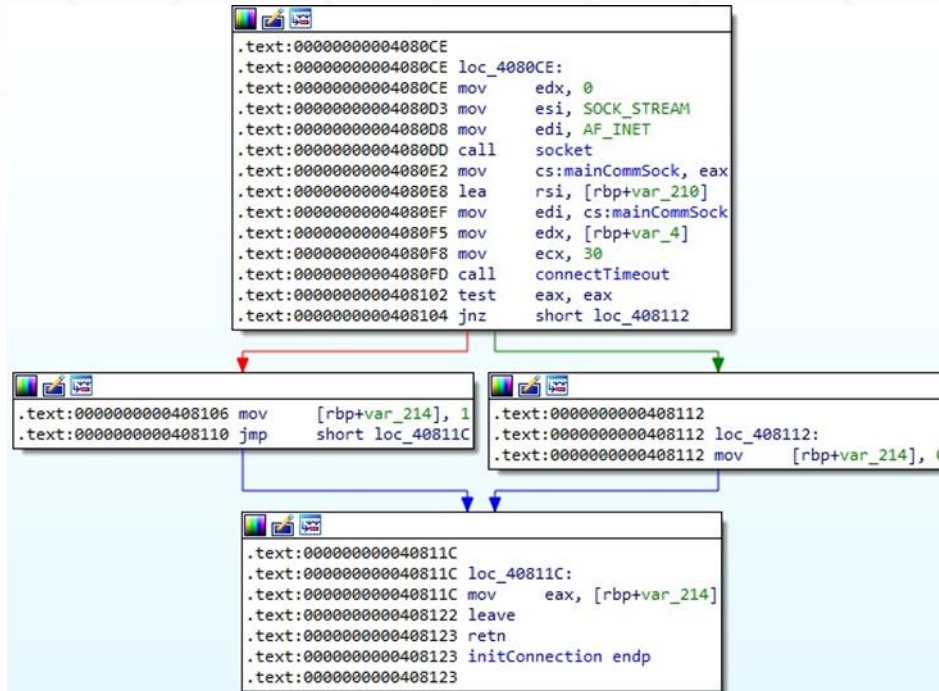 .text:00000000004080CE
.text:00000000004080CE loc_4080CE:
.text:00000000004080CE mov edx, 0
.text:00000000004080D3 mov esi, SOCK_STREAM
.text:00000000004080D8 mov edi, AF_INET
.text:00000000004080DD call socket
.text:00000000004080E2 mov cs:mainCommSock, eax
.text:00000000004080E8 lea rsi, [rbp+var_210]
.text:00000000004080EF mov edi, cs:mainCommSock
.text:00000000004080F5 mov edx, [rbp+var_4]
.text:00000000004080F8 mov ecx, 30
.text:00000000004080FD call connectTimeout
.text:0000000000408102 test eax, eax
.text:0000000000408104 jnz short loc_408112
.text:0000000000408106 mov [rbp+var_214], 1
.text:0000000000408110 jmp short loc_40811C
.text:0000000000408112
.text:0000000000408112 loc_408112:
.text:0000000000408112 mov [rbp+var_214],
.text:000000000040811C
.text:000000000040811C loc_40811C:
.text:000000000040811C mov eax, [rbp+var_214]
.text:0000000000408122 leave
.text:0000000000408123 retn
.text:0000000000408123 initConnection endp
.text:0000000000408123